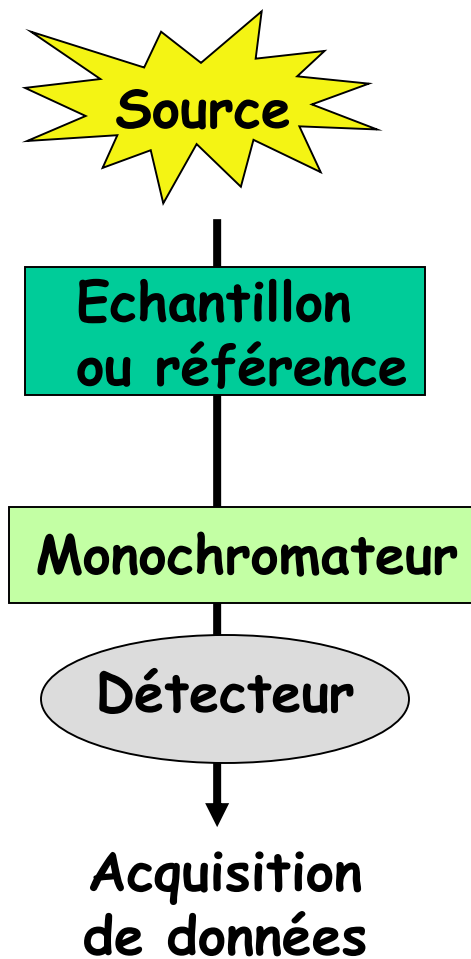 Source
Echantillon
ou référence
Monochromateur
Détecteur
Acquisition
de données